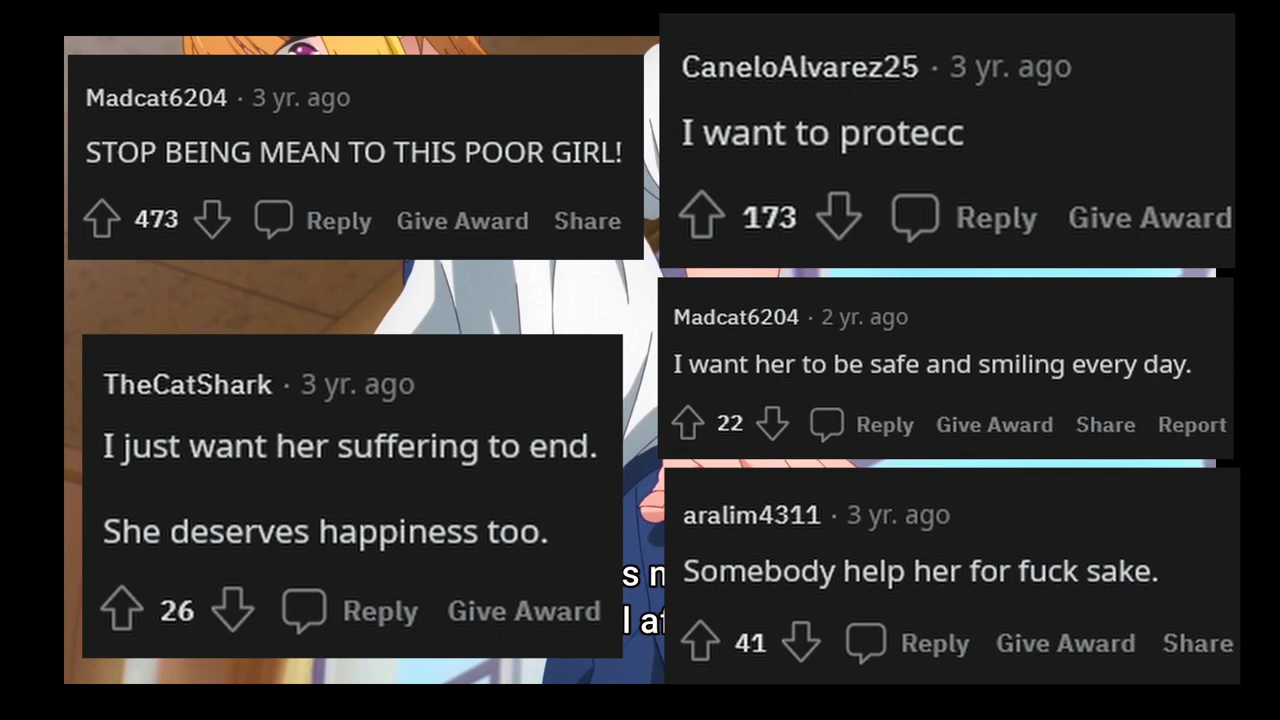 Madcat6204 · 3 yr. ago
STOP BEING MEAN TO THIS POOR GIRL!
473 Reply Give Award Share
TheCatShark · 3 yr. ago
I just want her suffering to end.
She deserves happiness too.
26 Reply Give Award
CaneloAlvarez25 · 3 yr. ago
I want to protecc
173 Reply Give Award
Madcat6204 · 2 yr. ago
I want her to be safe and smiling every day.
22 Reply Give Award Share Report
aralim4311 · 3 yr. ago
Somebody help her for fuck sake.
41 Reply Give Award Share